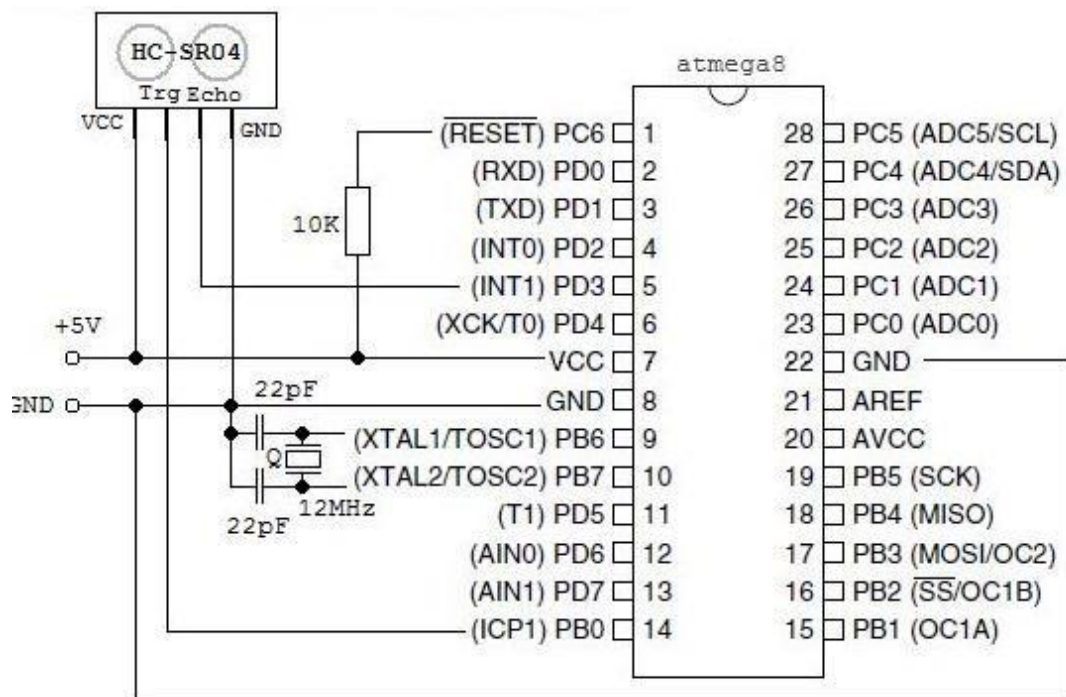 HC-SR04
Trg Echo
VCC
GND
10K
+5V
GND
22pF
Q
12MHz
22pF
atmega8
(RESET) PC6 1
(RXD) PD0 2
(TXD) PD1 3
(INT0) PD2 4
(INT1) PD3 5
(XCK/T0) PD4 6
VCC 7
GND 8
(XTAL1/TOSC1) PB6 9
(XTAL2/TOSC2) PB7 10
(T1) PD5 11
(AIN0) PD6 12
(AIN1) PD7 13
(ICP1) PB0 14
28 PC5 (ADC5/SCL)
27 PC4 (ADC4/SDA)
26 PC3 (ADC3)
25 PC2 (ADC2)
24 PC1 (ADC1)
23 PC0 (ADC0)
22 GND
21 AREF
20 AVCC
19 PB5 (SCK)
18 PB4 (MISO)
17 PB3 (MOSI/OC2)
16 PB2 (SS/OC1B)
15 PB1 (OC1A)